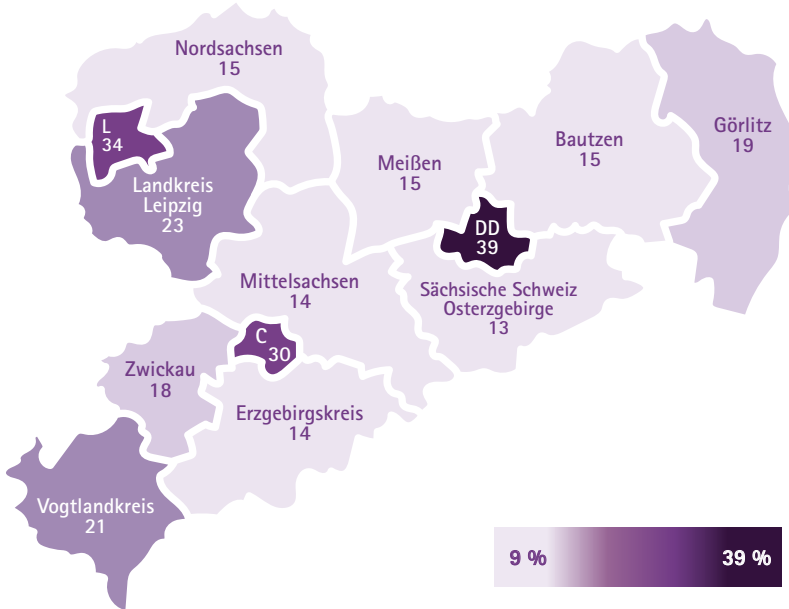 Nordsachsen
15
L
34
Landkreis
Leipzig
23
Meißen
15
Bautzen
15
Görlitz
19
DD
39
Mittelsachsen
14
Sächsische Schweiz
Osterzgebirge
13
C
30
Zwickau
18
Erzgebirgskreis
14
Vogtlandkreis
21
9 %
39 %